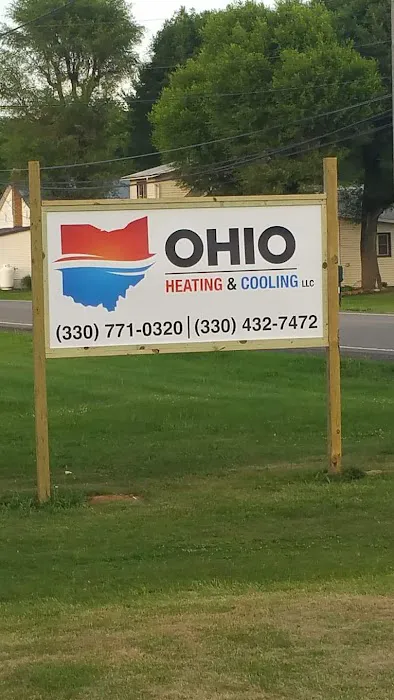 OHIO
HEATING & COOLING LLC
(330) 771-0320 | (330) 432-7472